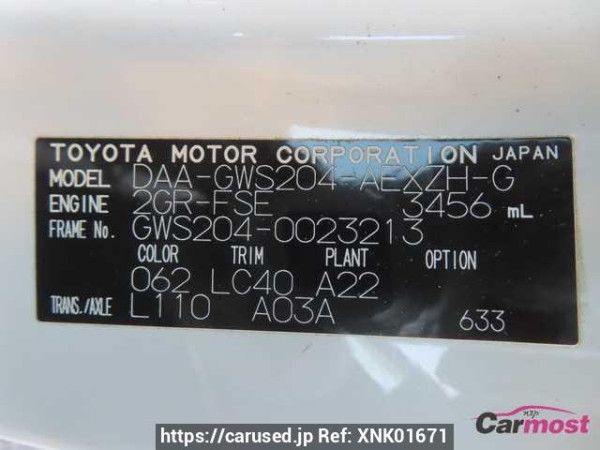 TOYOTA MOTOR CORPORATION JAPAN
MODEL DAA-GWS204-AEXZH-G
ENGINE 2GR-FSE 3456 mL
FRAME No. GWS204-0023213
COLOR TRIM PLANT OPTION
062 LC40 A22
TRANS./AXLE L110 A03A 633
Carmost
https://carused.jp Ref: XNK01671